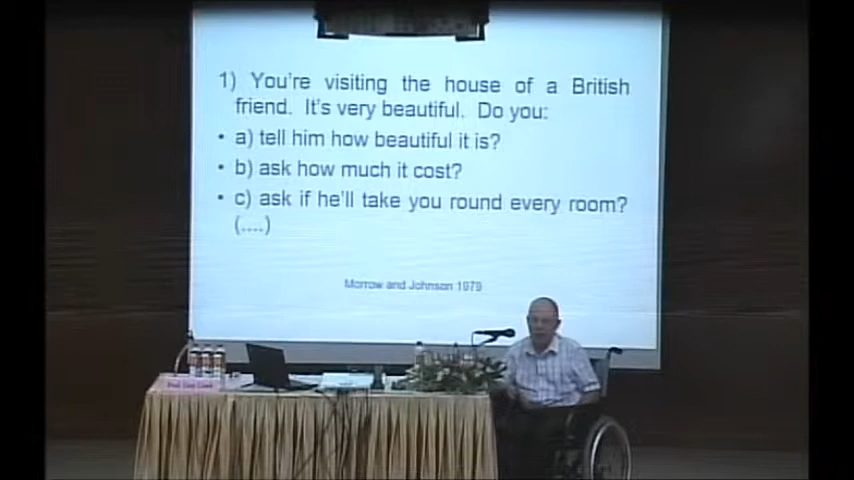 1) You're visiting the house of a British
friend. It's very beautiful. Do you:
• a) tell him how beautiful it is?
• b) ask how much it cost?
• c) ask if he'll take you round every room?
(....)
Morrow and Johnson 1979
Prof.